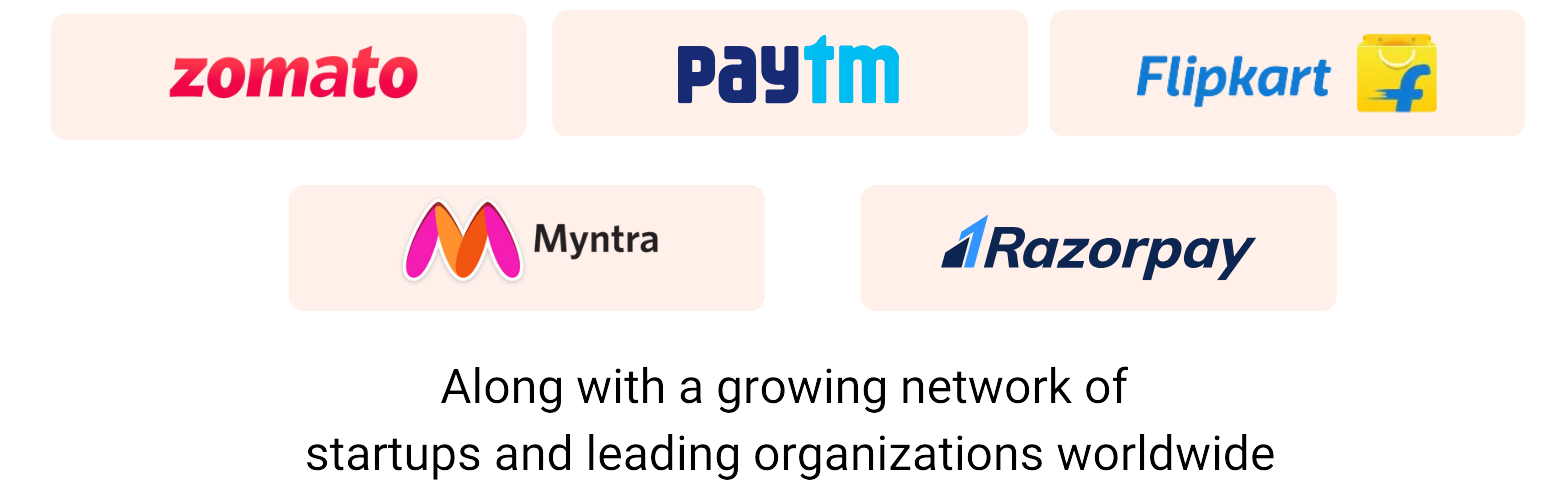 zomato
paytm
Flipkart f
Myntra
Razorpay
Along with a growing network of
startups and leading organizations worldwide